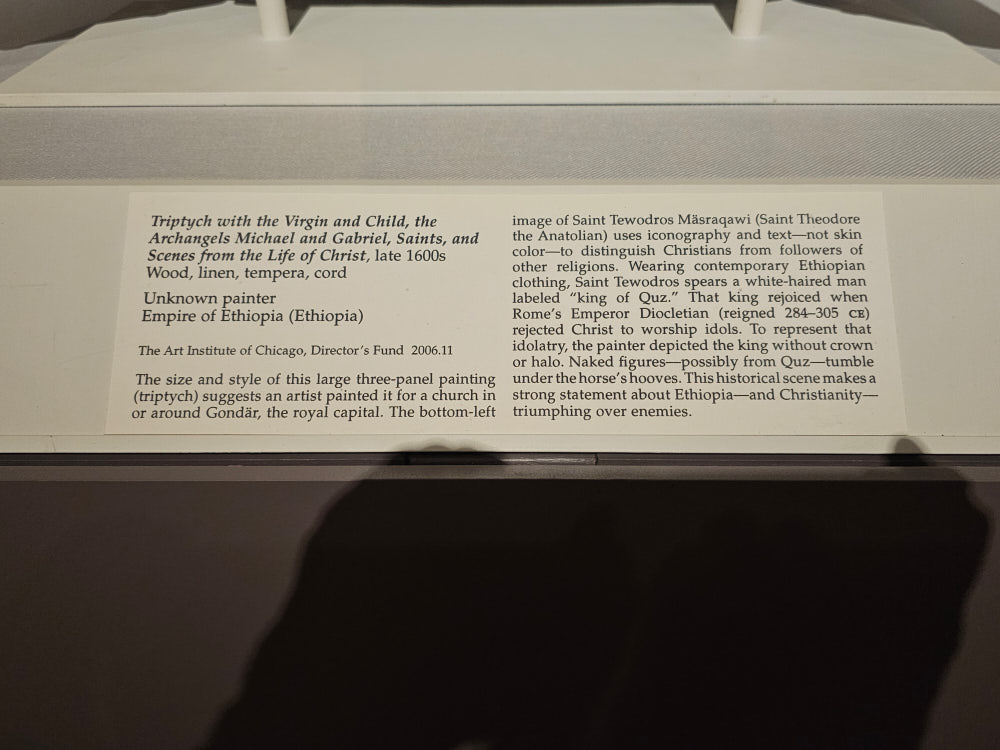 Triptych with the Virgin and Child, the
Archangels Michael and Gabriel, Saints, and
Scenes from the Life of Christ, late 1600s
Wood, linen, tempera, cord
Unknown painter
Empire of Ethiopia (Ethiopia)
The Art Institute of Chicago, Director's Fund 2006.11
The size and style of this large three-panel painting
(triptych) suggests an artist painted it for a church in
or around Gondär, the royal capital. The bottom-left
image of Saint Tewodros Mäsraqawi (Saint Theodore
the Anatolian) uses iconography and text—not skin
color—to distinguish Christians from followers of
other religions. Wearing contemporary Ethiopian
clothing, Saint Tewodros spears a white-haired man
labeled "king of Quz." That king rejoiced when
Rome's Emperor Diocletian (reigned 284–305 CE)
rejected Christ to worship idols. To represent that
idolatry, the painter depicted the king without crown
or halo. Naked figures—possibly from Quz—tumble
under the horse's hooves. This historical scene makes a
strong statement about Ethiopia—and Christianity—
triumphing over enemies.